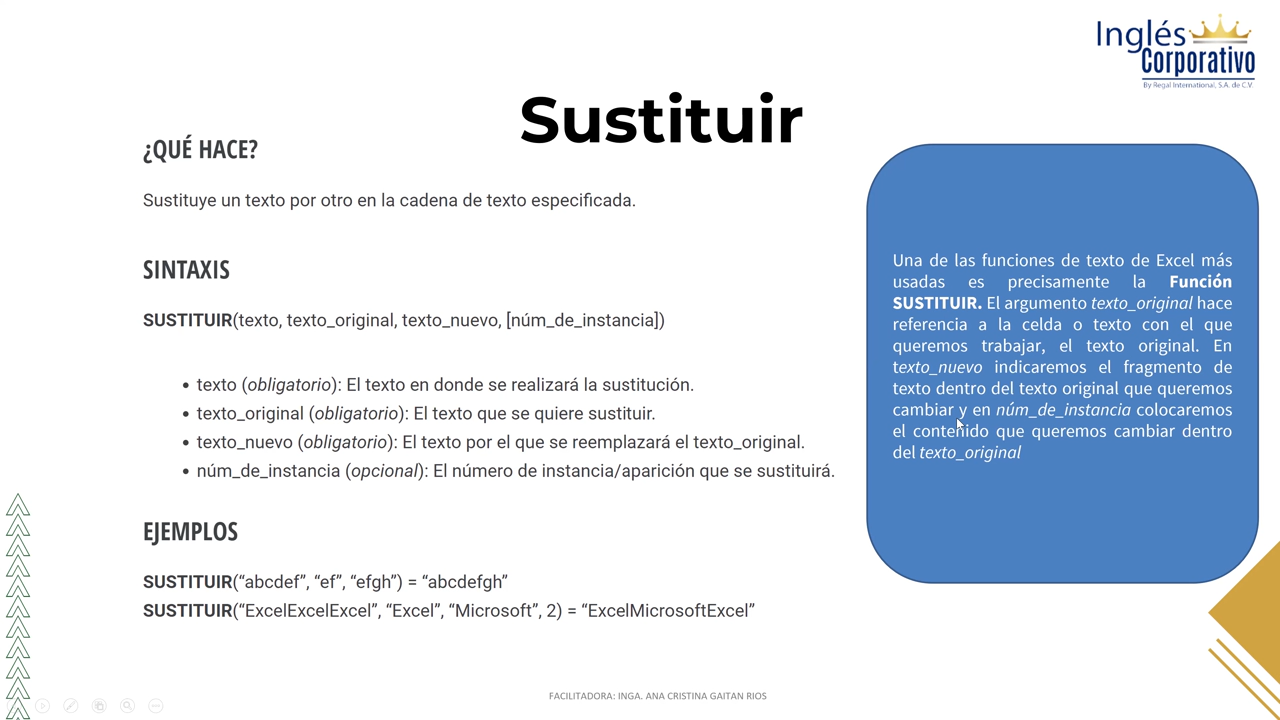 Inglés
Corporativo
By Regal International, S.A. de C.V.
Sustituir
¿QUÉ HACE?
Sustituye un texto por otro en la cadena de texto especificada.
SINTAXIS
SUSTITUIR(texto, texto_original, texto_nuevo, [núm_de_instancia])
• texto (obligatorio): El texto en donde se realizará la sustitución.
• texto_original (obligatorio): El texto que se quiere sustituir.
• texto_nuevo (obligatorio): El texto por el que se reemplazará el texto_original.
• núm_de_instancia (opcional): El número de instancia/aparición que se sustituirá.
EJEMPLOS
SUSTITUIR(“abcdef”, “ef”, “efgh”) = “abcdefgh”
SUSTITUIR(“ExcelExcelExcel”, “Excel”, “Microsoft”, 2) = “ExcelMicrosoftExcel”
Una de las funciones de texto de Excel más
usadas es precisamente la Función
SUSTITUIR. El argumento texto_original hace
referencia a la celda o texto con el que
queremos trabajar, el texto original. En
texto_nuevo indicaremos el fragmento de
texto dentro del texto original que queremos
cambiar y en núm_de_instancia colocaremos
el contenido que queremos cambiar dentro
del texto_original
FACILITADORA: INGA. ANA CRISTINA GAITAN RIOS